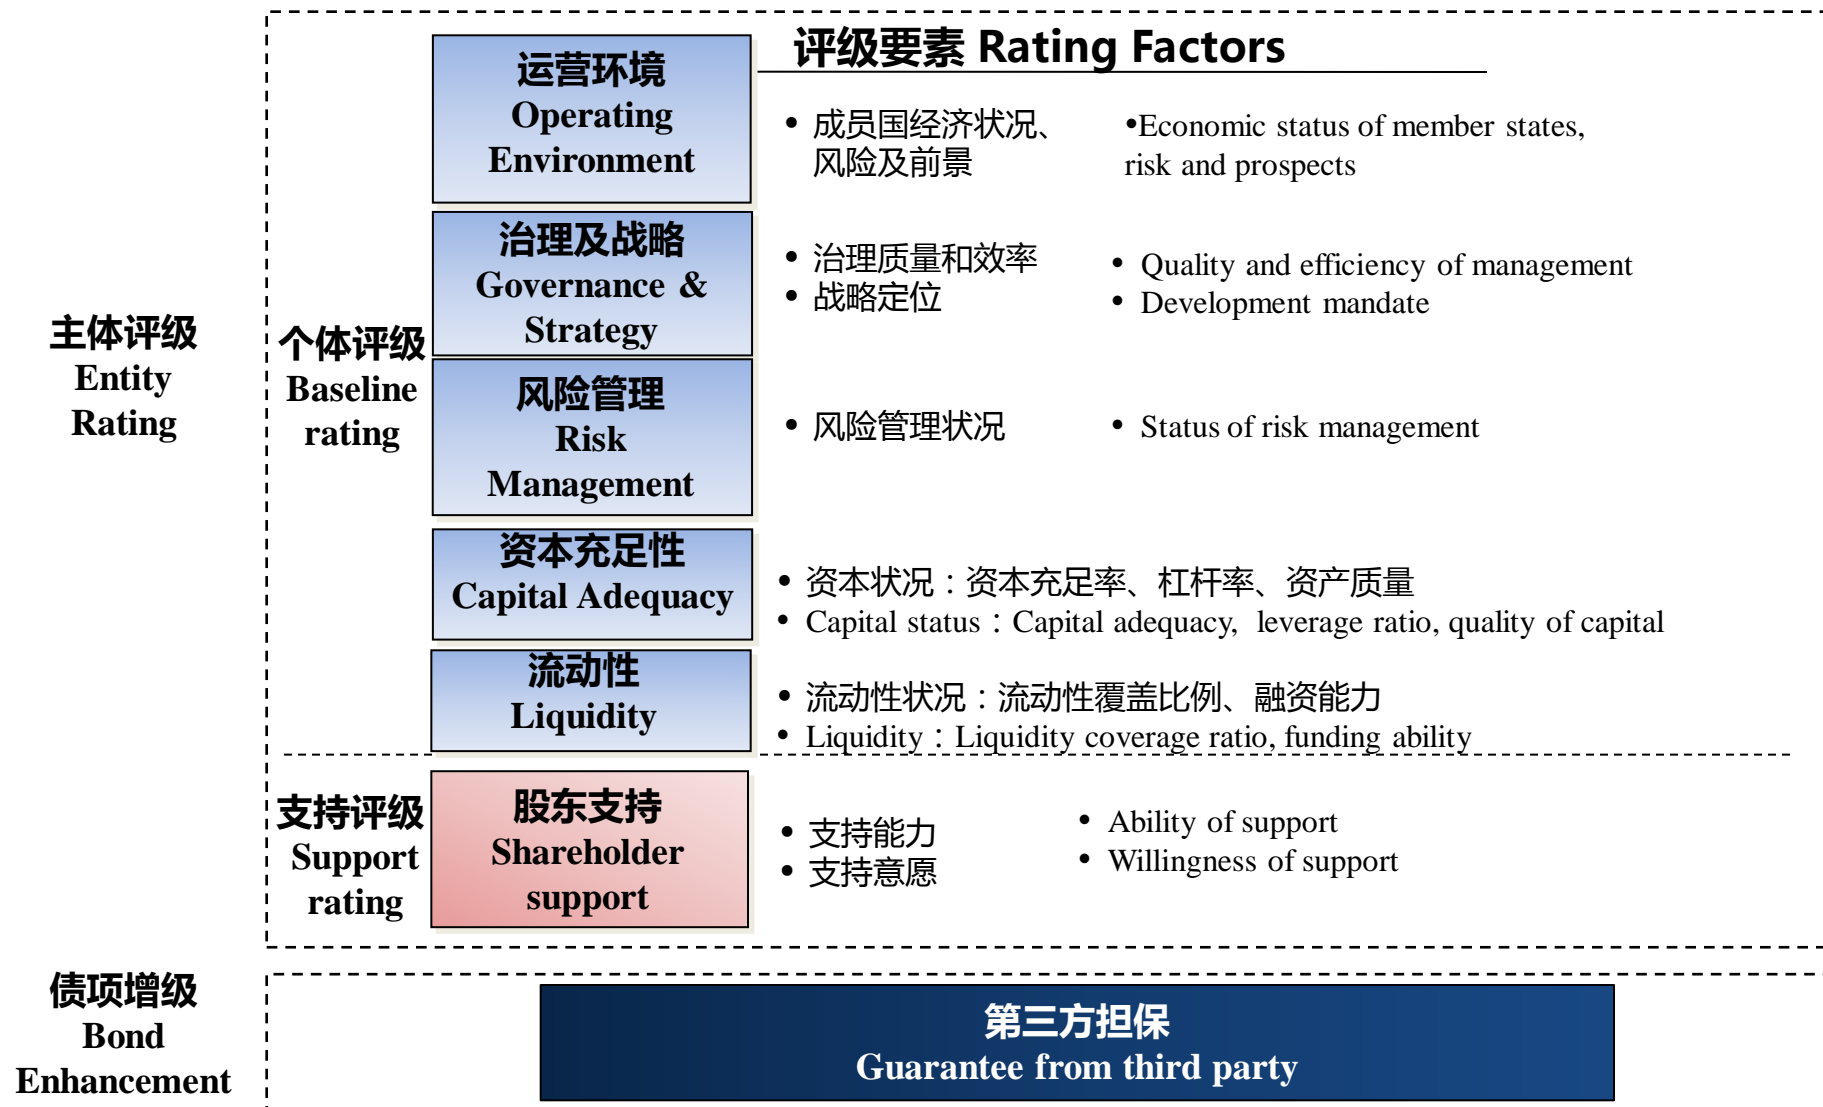 评级要素 Rating Factors
主体评级
Entity
Rating
个体评级
Baseline
rating
运营环境
Operating
Environment
• 成员国经济状况、
风险及前景
•Economic status of member states,
risk and prospects
治理及战略
Governance &
Strategy
• 治理质量和效率
• 战略定位
• Quality and efficiency of management
• Development mandate
风险管理
Risk
Management
• 风险管理状况
• Status of risk management
资本充足性
Capital Adequacy
• 资本状况：资本充足率、杠杆率、资产质量
• Capital status：Capital adequacy, leverage ratio, quality of capital
流动性
Liquidity
• 流动性状况：流动性覆盖比例、融资能力
• Liquidity：Liquidity coverage ratio, funding ability
支持评级
Support
rating
股东支持
Shareholder
support
• 支持能力
• 支持意愿
• Ability of support
• Willingness of support
债项增级
Bond
Enhancement
第三方担保
Guarantee from third party